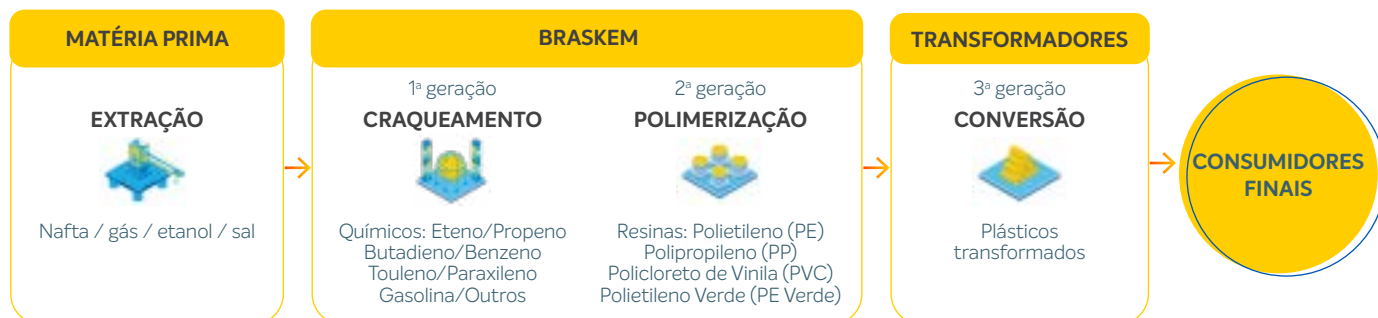 MATÉRIA PRIMA
EXTRAÇÃO
Nafta / gás / etanol / sal
BRASKEM
1ª geração
CRAQUEAMENTO
Químicos: Eteno/Propeno
Butadieno/Benzeno
Touleno/Paraxileno
Gasolina/Outros
2ª geração
POLIMERIZAÇÃO
Resinas: Polietileno (PE)
Polipropileno (PP)
Policloreto de Vinila (PVC)
Polietileno Verde (PE Verde)
TRANSFORMADORES
3ª geração
CONVERSÃO
Plásticos
transformados
CONSUMIDORES
FINAIS